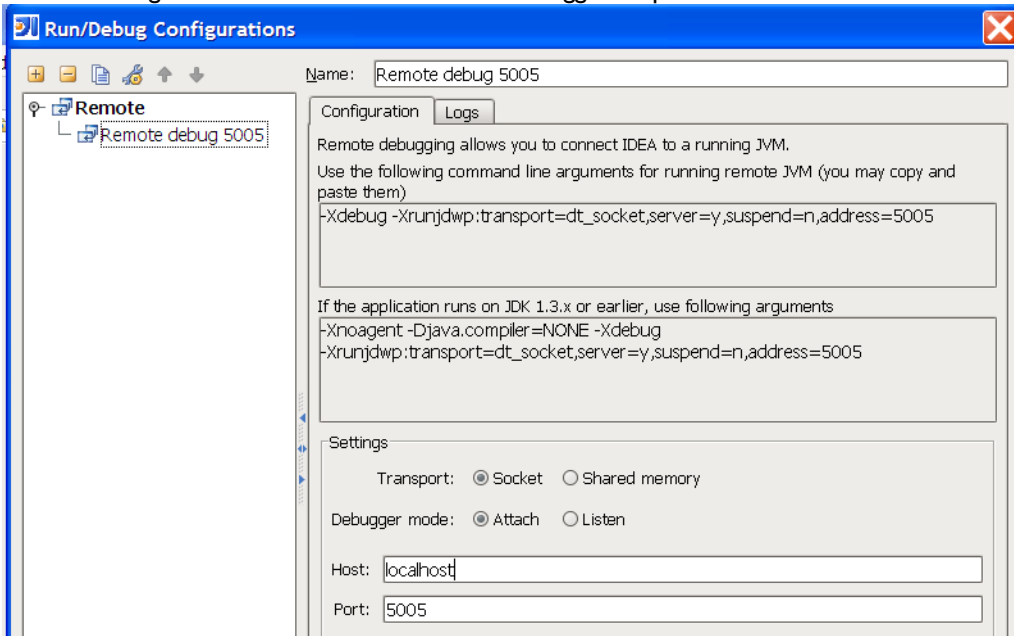 Run/Debug Configurations
Name: Remote debug 5005
Remote
Remote debug 5005
Configuration Logs
Remote debugging allows you to connect IDEA to a running JVM.
Use the following command line arguments for running remote JVM (you may copy and
paste them)
-Xdebug -Xrunjdwp:transport=dt_socket,server=y,suspend=n,address=5005
If the application runs on JDK 1.3.x or earlier, use following arguments
-Xnoagent -Djava.compiler=NONE -Xdebug
-Xrunjdwp:transport=dt_socket,server=y,suspend=n,address=5005
Settings
Transport: Socket Shared memory
Debugger mode: Attach Listen
Host: localhost
Port: 5005